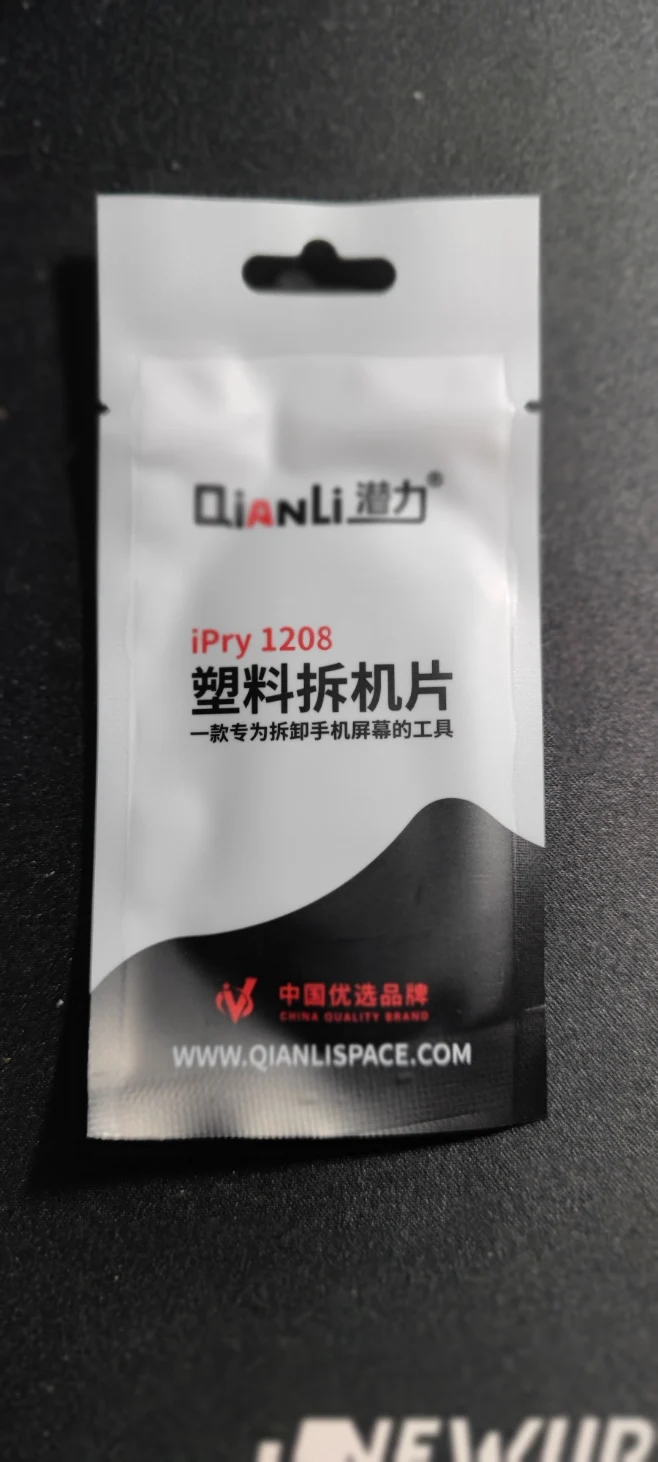 QIANLI 潜力®
iPry 1208
塑料拆机片
一款专为拆卸手机屏幕的工具
中国优选品牌
CHINA QUALITY BRAND
WWW.QIANLISPACE.COM